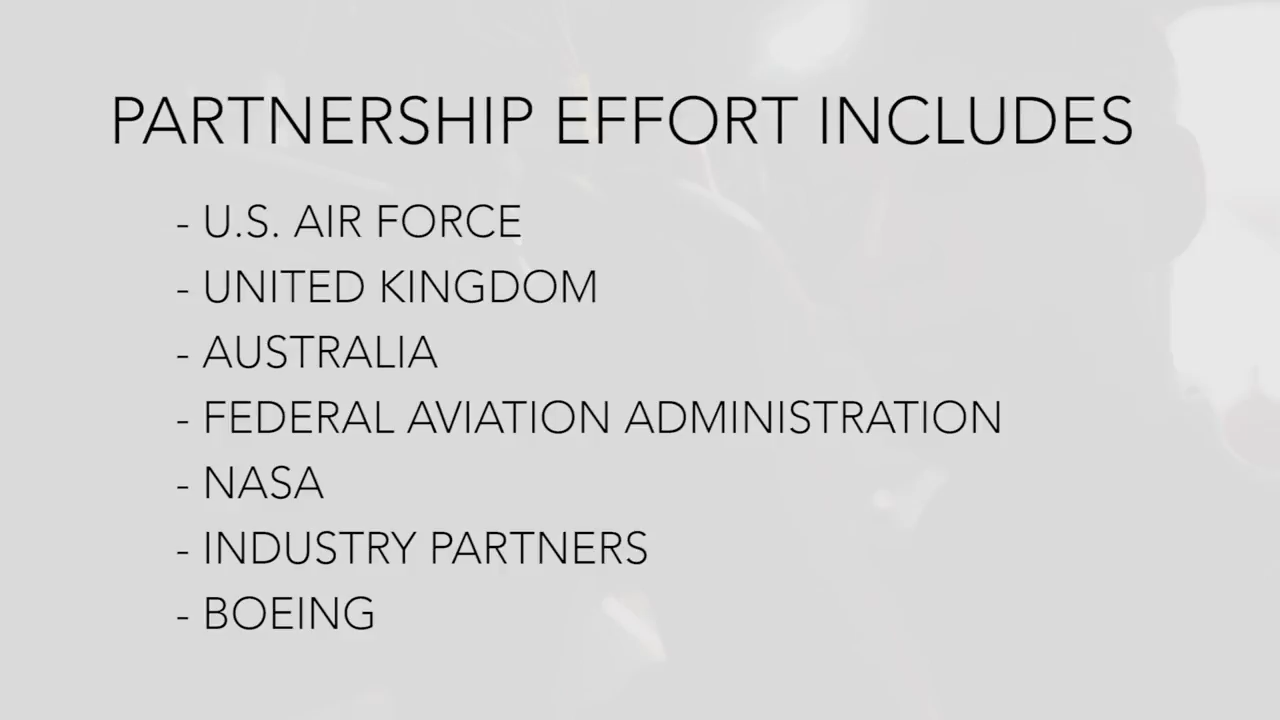 PARTNERSHIP EFFORT INCLUDES
- U.S. AIR FORCE
- UNITED KINGDOM
- AUSTRALIA
- FEDERAL AVIATION ADMINISTRATION
- NASA
- INDUSTRY PARTNERS
- BOEING